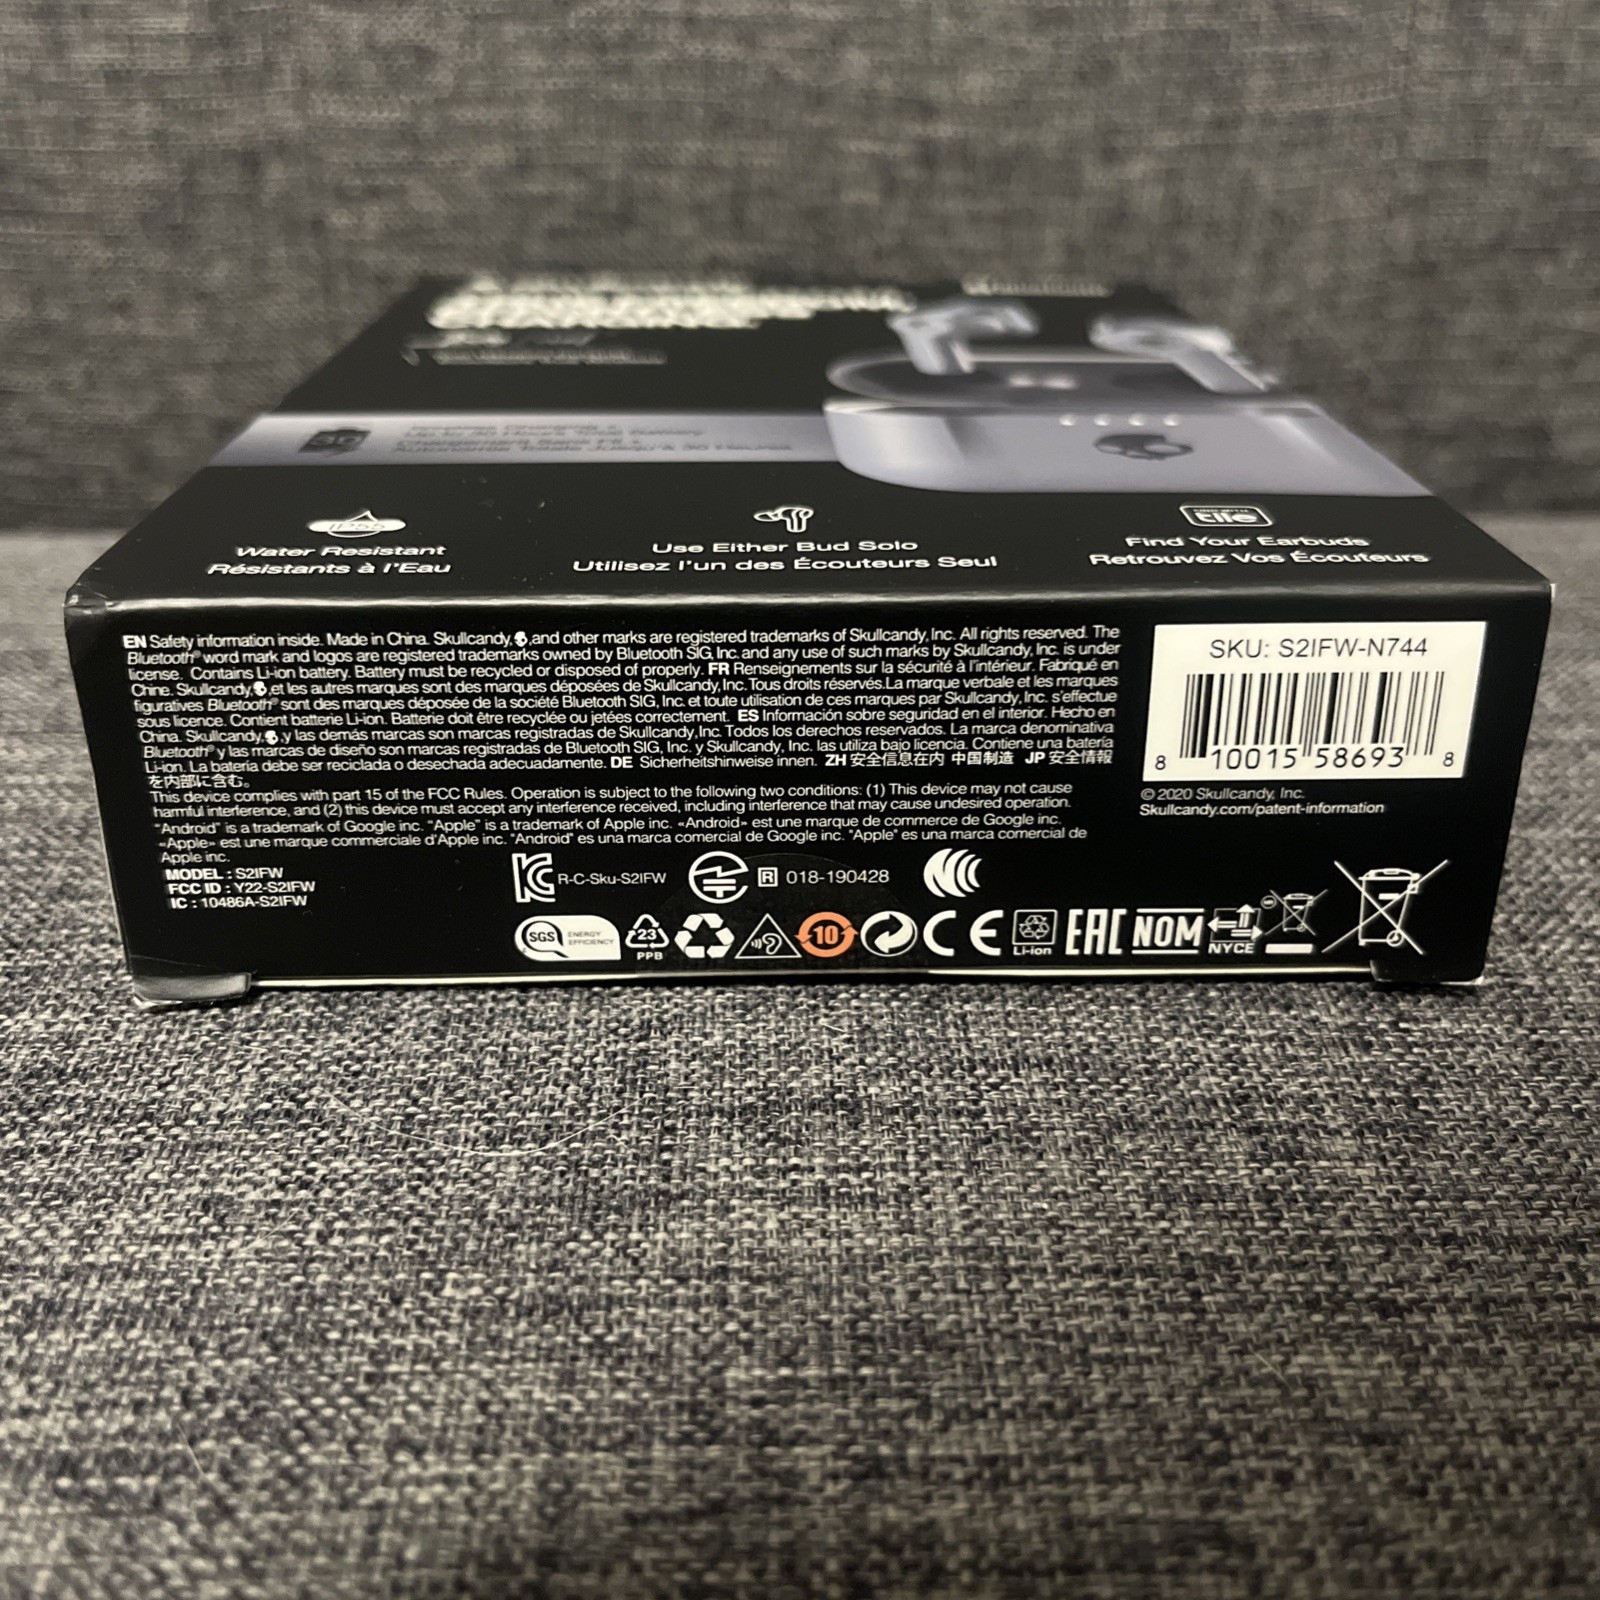 Up to 30 Hours Total Battery
Autonomie Totale Jusqu'à 30 Heures
IP55
Water Resistant
Résistants à l'Eau
Use Either Bud Solo
Utilisez l'un des Écouteurs Seul
tile
Find Your Earbuds
Retrouvez Vos Écouteurs
EN Safety information inside. Made in China. Skullcandy, ,and other marks are registered trademarks of Skullcandy, Inc. All rights reserved. The
Bluetooth® word mark and logos are registered trademarks owned by Bluetooth SIG, Inc. and any use of such marks by Skullcandy, Inc. is under
license. Contains Li-ion battery. Battery must be recycled or disposed of properly. FR Renseignements sur la sécurité à l'intérieur. Fabriqué en
Chine. Skullcandy, ,et les autres marques sont des marques déposées de Skullcandy, Inc. Tous droits réservés.La marque verbale et les marques
figuratives Bluetooth® sont des marques déposée de la société Bluetooth SIG, Inc. et toute utilisation de ces marques par Skullcandy, Inc. s'effectue
sous licence. Contient batterie Li-ion. Batterie doit être recyclée ou jetées correctement. ES Información sobre seguridad en el interior. Hecho en
China. Skullcandy, ,y las demás marcas son marcas registradas de Skullcandy, Inc. Todos los derechos reservados. La marca denominativa
Bluetooth® y las marcas de diseño son marcas registradas de Bluetooth SIG, Inc. y Skullcandy, Inc. las utiliza bajo licencia. Contiene una batería
Li-Ion. La batería debe ser reciclada o desechada adecuadamente. DE Sicherheitshinweise innen. ZH 安全信息在内 中国制造 JP 安全情報
を内部に含む。
This device complies with part 15 of the FCC Rules. Operation is subject to the following two conditions: (1) This device may not cause
harmful interference, and (2) this device must accept any interference received, including interference that may cause undesired operation.
"Android" is a trademark of Google inc. "Apple" is a trademark of Apple inc. «Android» est une marque de commerce de Google inc.
«Apple» est une marque commerciale d'Apple inc. "Android" es una marca comercial de Google inc. "Apple" es una marca comercial de
Apple inc.
MODEL : S2IFW
FCC ID : Y22-S2IFW
IC : 10486A-S2IFW
R-C-Sku-S2IFW
R 018-190428
SGS ENERGY EFFICIENCY
23
PPB
10
CE
Li-ion
EAC
NOM
NYCE
SKU: S2IFW-N744
8 10015 58693 8
© 2020 Skullcandy, Inc.
Skullcandy.com/patent-information